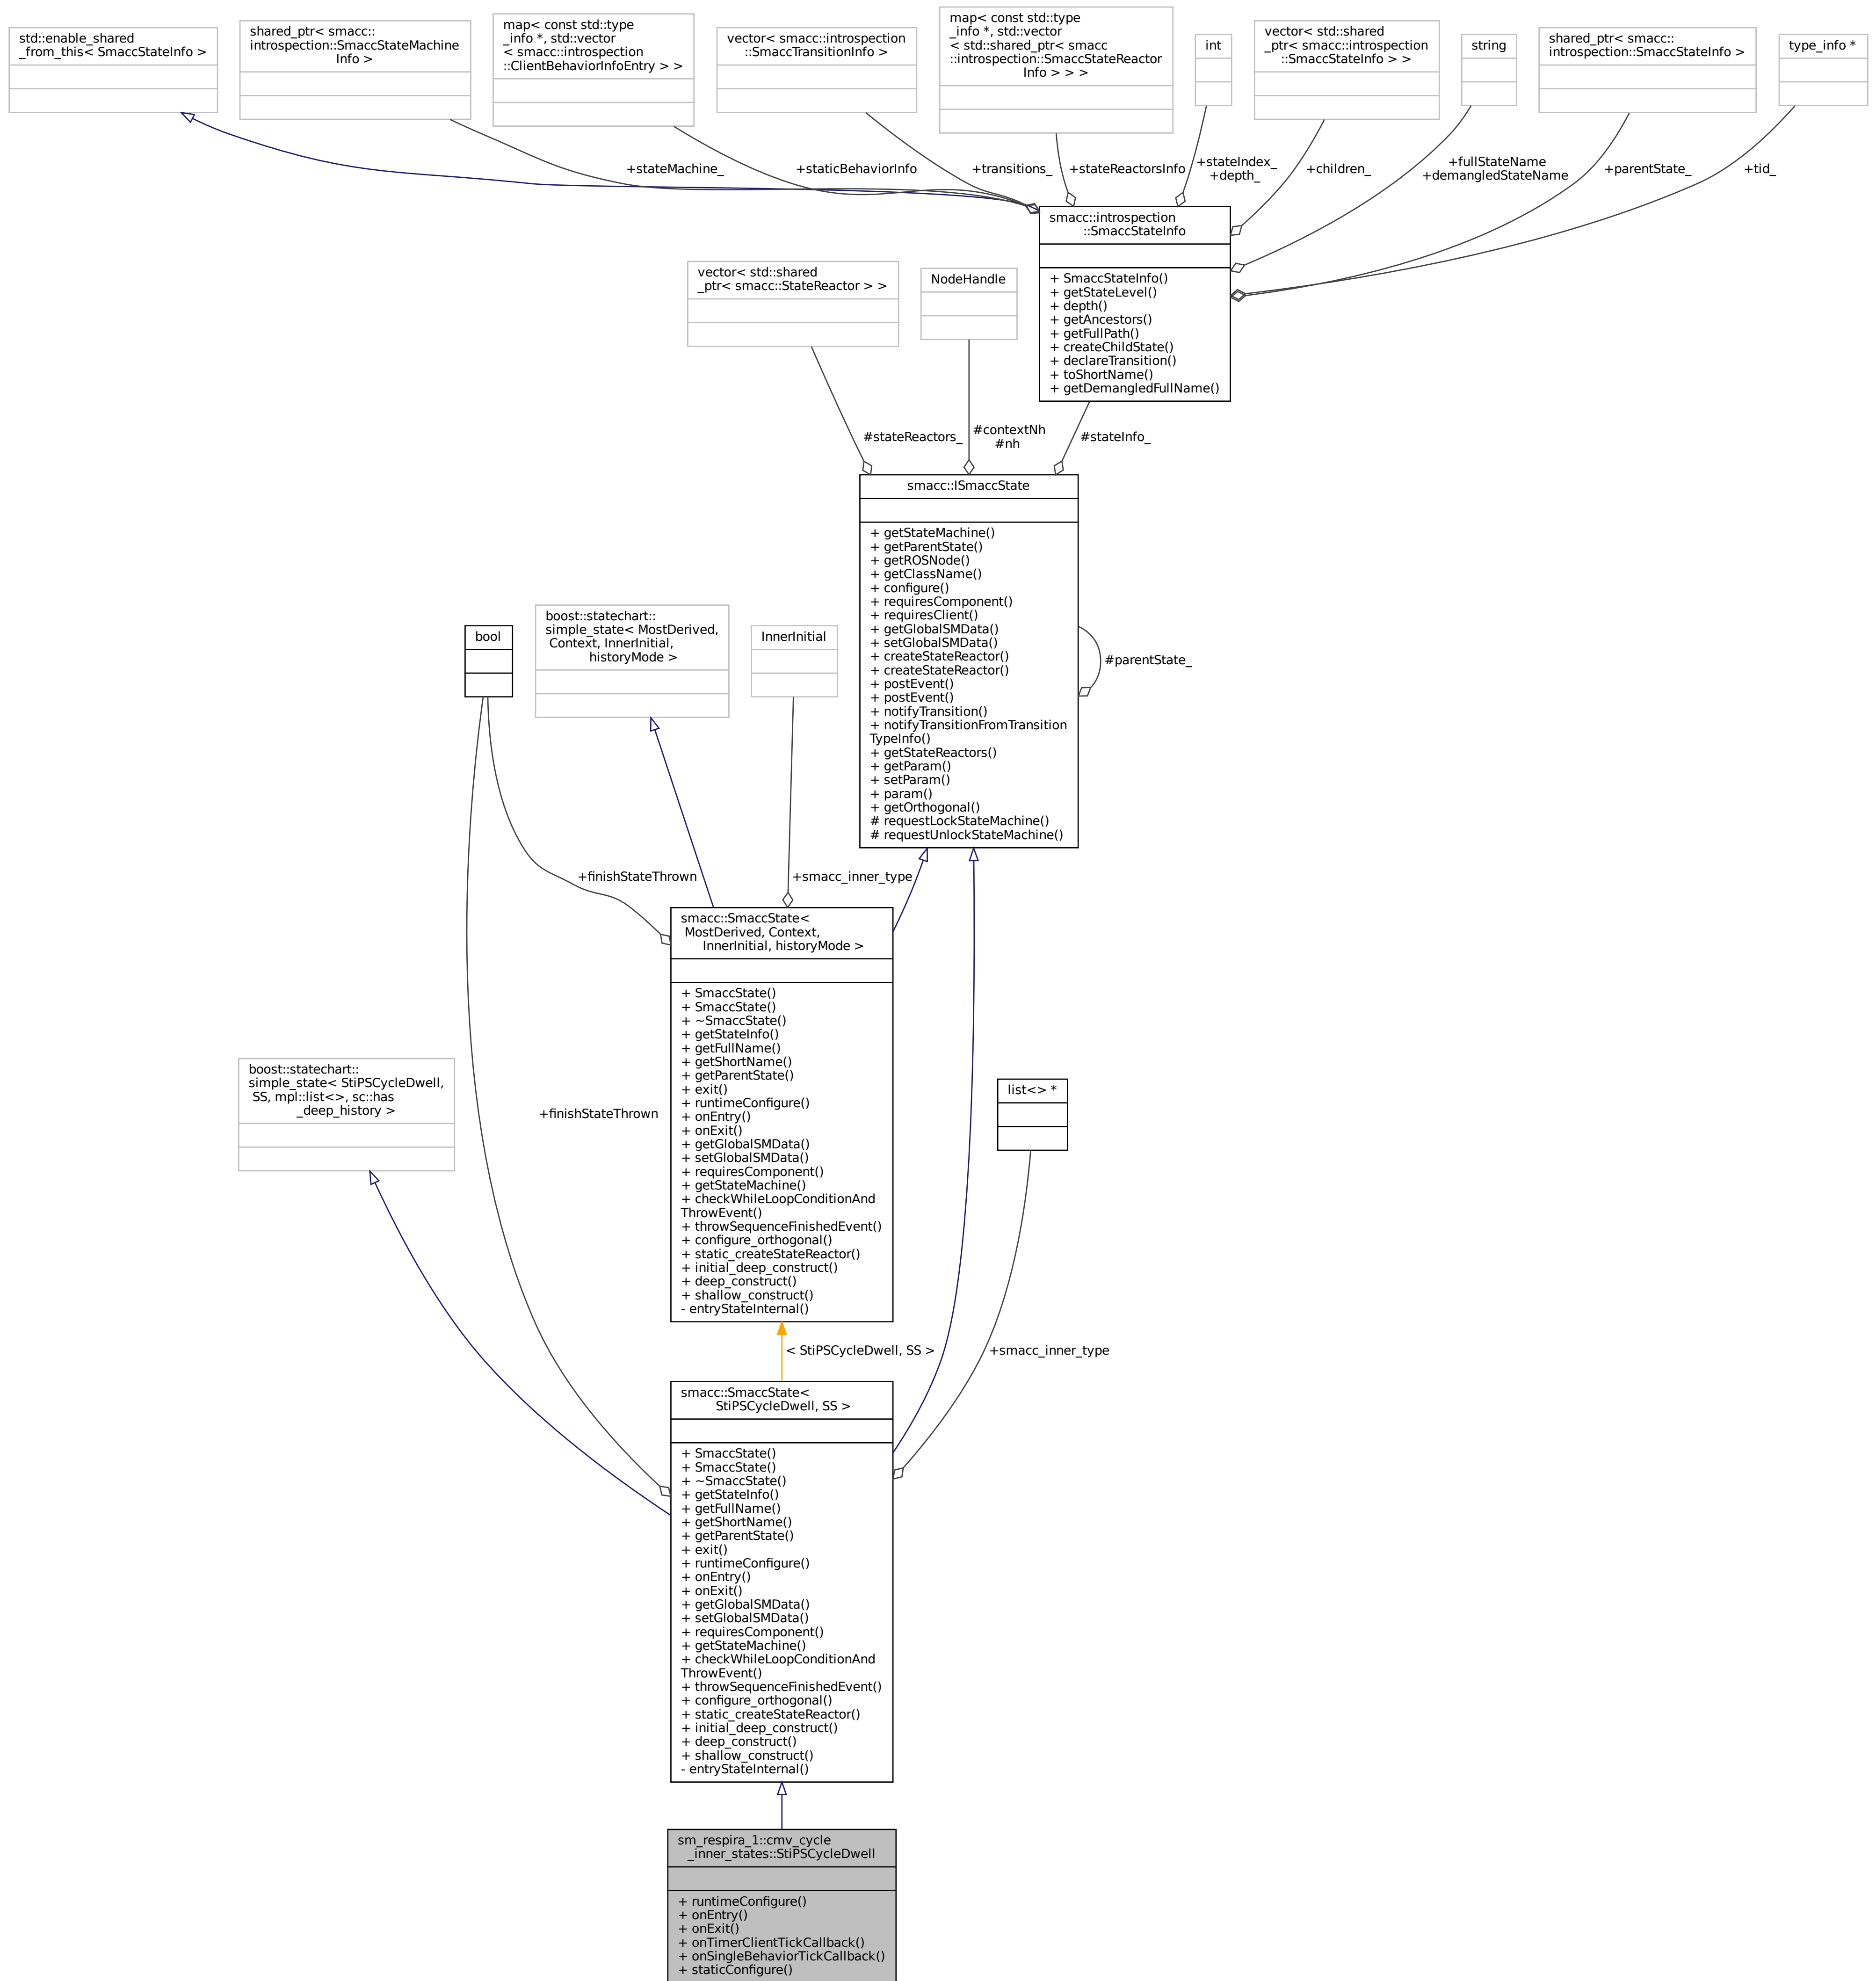 std::enable_shared
_from_this< SmaccStateInfo >
shared_ptr< smacc::
introspection::SmaccStateMachine
Info >
map< const std::type
_info *, std::vector
< smacc::introspection
::ClientBehaviorInfoEntry > >
vector< smacc::introspection
::SmaccTransitionInfo >
map< const std::type
_info *, std::vector
< std::shared_ptr< smacc
::introspection::SmaccStateReactor
Info > > >
int
vector< std::shared
_ptr< smacc::introspection
::SmaccStateInfo > >
string
shared_ptr< smacc::
introspection::SmaccStateInfo >
type_info *
+stateMachine_
+staticBehaviorInfo
+transitions_
+stateReactorsInfo
+stateIndex_
+depth_
+children_
+fullStateName
+demangledStateName
+parentState_
+tid_
smacc::introspection
::SmaccStateInfo
+ SmaccStateInfo()
+ getStateLevel()
+ depth()
+ getAncestors()
+ getFullPath()
+ createChildState()
+ declareTransition()
+ toShortName()
+ getDemangledFullName()
vector< std::shared
_ptr< smacc::StateReactor > >
NodeHandle
#stateReactors_
#contextNh
#nh
#stateInfo_
smacc::ISmaccState
+ getStateMachine()
+ getParentState()
+ getROSNode()
+ getClassName()
+ configure()
+ requiresComponent()
+ requiresClient()
+ getGlobalSMData()
+ setGlobalSMData()
+ createStateReactor()
+ createStateReactor()
+ postEvent()
+ postEvent()
+ notifyTransition()
+ notifyTransitionFromTransition
TypeInfo()
+ getStateReactors()
+ getParam()
+ setParam()
+ param()
+ getOrthogonal()
# requestLockStateMachine()
# requestUnlockStateMachine()
#parentState_
bool
boost::statechart::
simple_state< MostDerived,
Context, InnerInitial,
historyMode >
InnerInitial
+finishStateThrown
+smacc_inner_type
smacc::SmaccState<
MostDerived, Context,
InnerInitial, historyMode >
+ SmaccState()
+ SmaccState()
+ ~SmaccState()
+ getStateInfo()
+ getFullName()
+ getShortName()
+ getParentState()
+ exit()
+ runtimeConfigure()
+ onEntry()
+ onExit()
+ getGlobalSMData()
+ setGlobalSMData()
+ requiresComponent()
+ getStateMachine()
+ checkWhileLoopConditionAnd
ThrowEvent()
+ throwSequenceFinishedEvent()
+ configure_orthogonal()
+ static_createStateReactor()
+ initial_deep_construct()
+ deep_construct()
+ shallow_construct()
- entryStateInternal()
boost::statechart::
simple_state< StiPSCycleDwell,
SS, mpl::list<>, sc::has
_deep_history >
+finishStateThrown
list<> *
< StiPSCycleDwell, SS >
+smacc_inner_type
smacc::SmaccState<
StiPSCycleDwell, SS >
+ SmaccState()
+ SmaccState()
+ ~SmaccState()
+ getStateInfo()
+ getFullName()
+ getShortName()
+ getParentState()
+ exit()
+ runtimeConfigure()
+ onEntry()
+ onExit()
+ getGlobalSMData()
+ setGlobalSMData()
+ requiresComponent()
+ getStateMachine()
+ checkWhileLoopConditionAnd
ThrowEvent()
+ throwSequenceFinishedEvent()
+ configure_orthogonal()
+ static_createStateReactor()
+ initial_deep_construct()
+ deep_construct()
+ shallow_construct()
- entryStateInternal()
sm_respira_1::cmv_cycle
_inner_states::StiPSCycleDwell
+ runtimeConfigure()
+ onEntry()
+ onExit()
+ onTimerClientTickCallback()
+ onSingleBehaviorTickCallback()
+ staticConfigure()